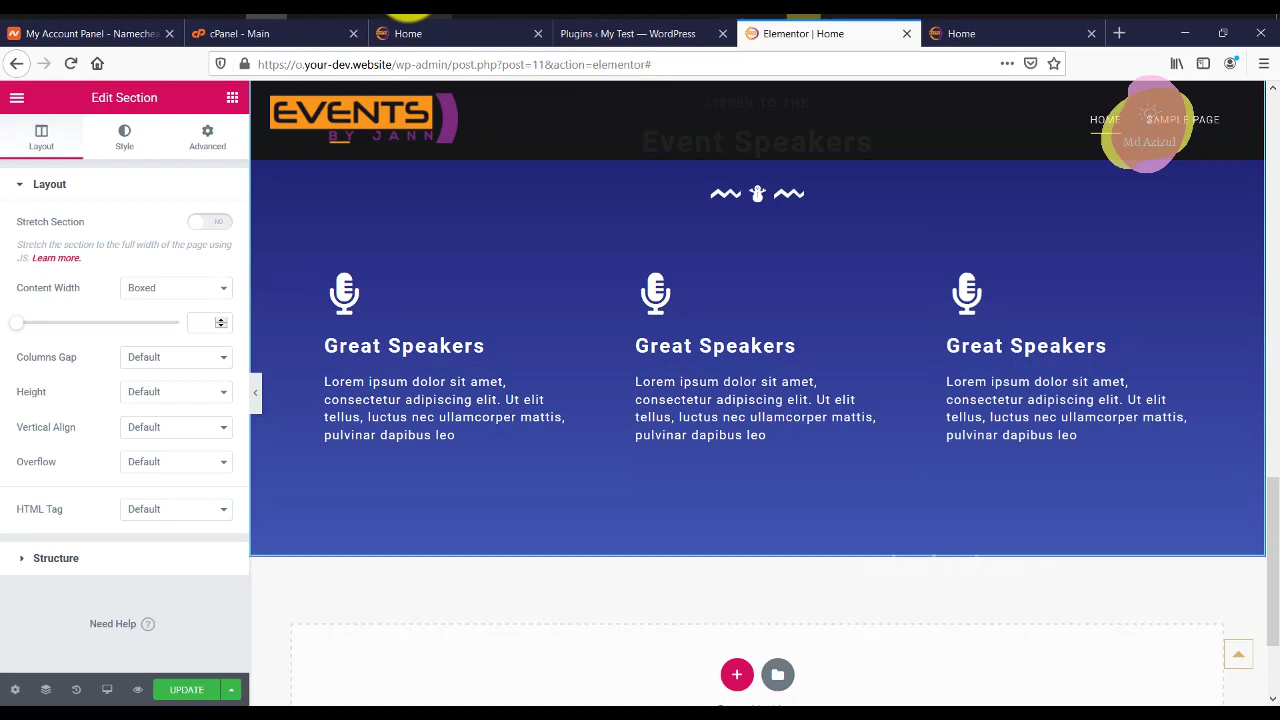 My Account Panel - Namechea
cPanel - Main
Home
Plugins ‹ My Test — WordPress
Elementor | Home
Home
https://o.your-dev.website/wp-admin/post.php?post=11&action=elementor#
Edit Section
Layout
Style
Advanced
Layout
Stretch Section
NO
Stretch the section to the full width of the page using
JS. Learn more.
Content Width
Boxed
Columns Gap
Default
Height
Default
Vertical Align
Default
Overflow
Default
HTML Tag
Default
Structure
Need Help
UPDATE
LISTEN TO THE
Event Speakers
EVENTS
BY JANN
HOME
SAMPLE PAGE
Md Azizul
Great Speakers
Lorem ipsum dolor sit amet,
consectetur adipiscing elit. Ut elit
tellus, luctus nec ullamcorper mattis,
pulvinar dapibus leo
Great Speakers
Lorem ipsum dolor sit amet,
consectetur adipiscing elit. Ut elit
tellus, luctus nec ullamcorper mattis,
pulvinar dapibus leo
Great Speakers
Lorem ipsum dolor sit amet,
consectetur adipiscing elit. Ut elit
tellus, luctus nec ullamcorper mattis,
pulvinar dapibus leo